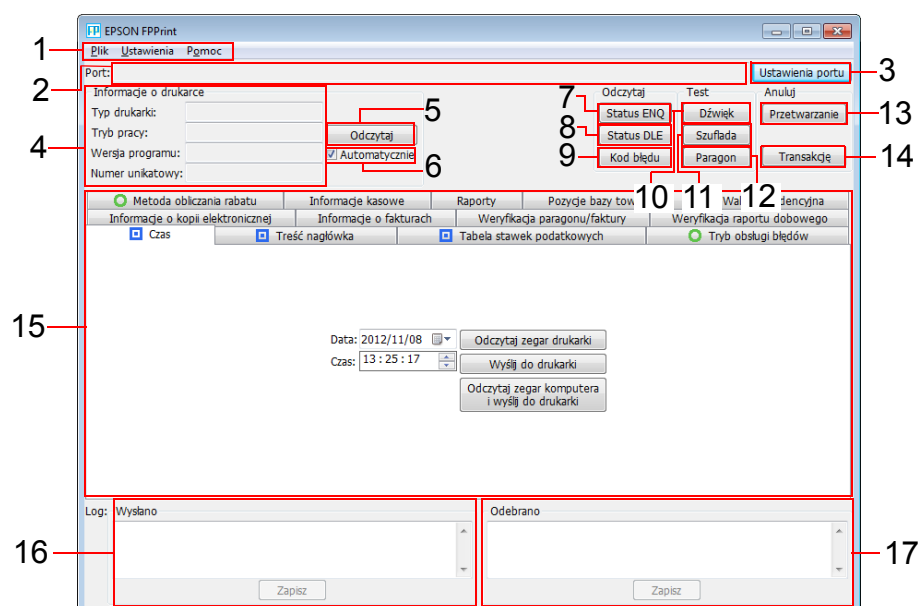 EPSON FPPrint
1
Plik Ustawienia Pomoc
2
Port:
Ustawienia portu
3
4
Informacje o drukarce
Typ drukarki:
Tryb pracy:
Wersja programu:
Numer unikatowy:
5
Odczytaj
Automatycznie
6
Odczytaj
7
Status ENQ
8
Status DLE
9
Kod błędu
Test
Dźwięk
Szuflada
Paragon
10
11
12
Anuluj
Przetwarzanie
13
Transakcję
14
Metoda obliczania rabatu
Informacje kasowe
Raporty
Pozycje bazy
Informacje o kopii elektronicznej
Informacje o fakturach
Weryfikacja paragonu/faktury
Weryfikacja raportu dobowego
Czas
Treść nagłówka
Tabela stawek podatkowych
Tryb obsługi błędów
15
Data: 2012/11/08
Odczytaj zegar drukarki
Czas: 13:25:17
Wyślij do drukarki
Odczytaj zegar komputera
i wyślij do drukarki
Log:
Wysłano
Odebrano
16
17
Zapisz
Zapisz